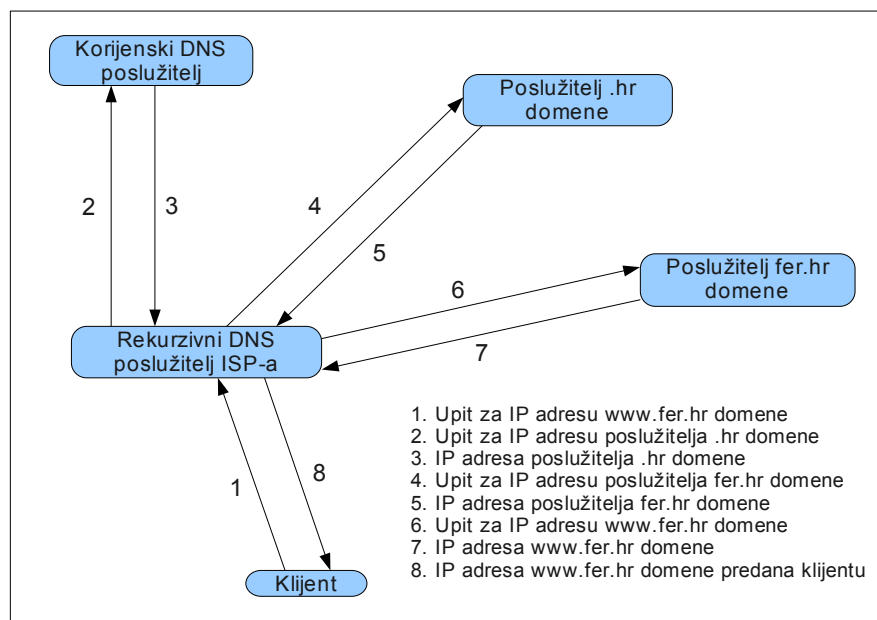 Korijenski DNS
poslužitelj
Poslužitelj .hr
domene
2
3
4
5
Poslužitelj fer.hr
domene
6
7
Rekurzivni DNS
poslužitelj ISP-a
1
8
Klijent
1. Upit za IP adresu www.fer.hr domene
2. Upit za IP adresu poslužitelja .hr domene
3. IP adresa poslužitelja .hr domene
4. Upit za IP adresu poslužitelja fer.hr domene
5. IP adresa poslužitelja fer.hr domene
6. Upit za IP adresu www.fer.hr domene
7. IP adresa www.fer.hr domene
8. IP adresa www.fer.hr domene predana klijentu